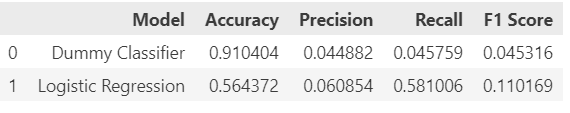 Model Accuracy Precision Recall F1 Score
0 Dummy Classifier 0.910404 0.044882 0.045759 0.045316
1 Logistic Regression 0.564372 0.060854 0.581006 0.110169